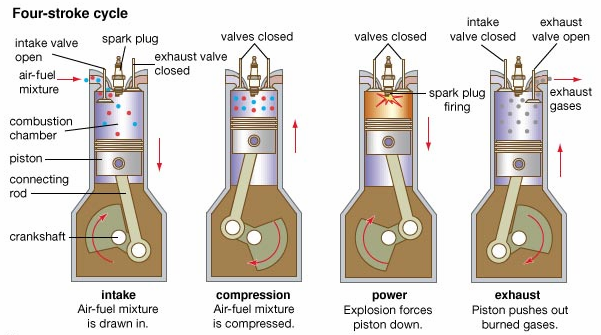 Four-stroke cycle
intake valve
open
spark plug
exhaust valve
closed
air-fuel
mixture
combustion
chamber
piston
connecting
rod
crankshaft
valves closed
valves closed
spark plug
firing
intake
valve closed
exhaust
valve open
exhaust
gases
intake
Air-fuel mixture
is drawn in.
compression
Air-fuel mixture
is compressed.
power
Explosion forces
piston down.
exhaust
Piston pushes out
burned gases.